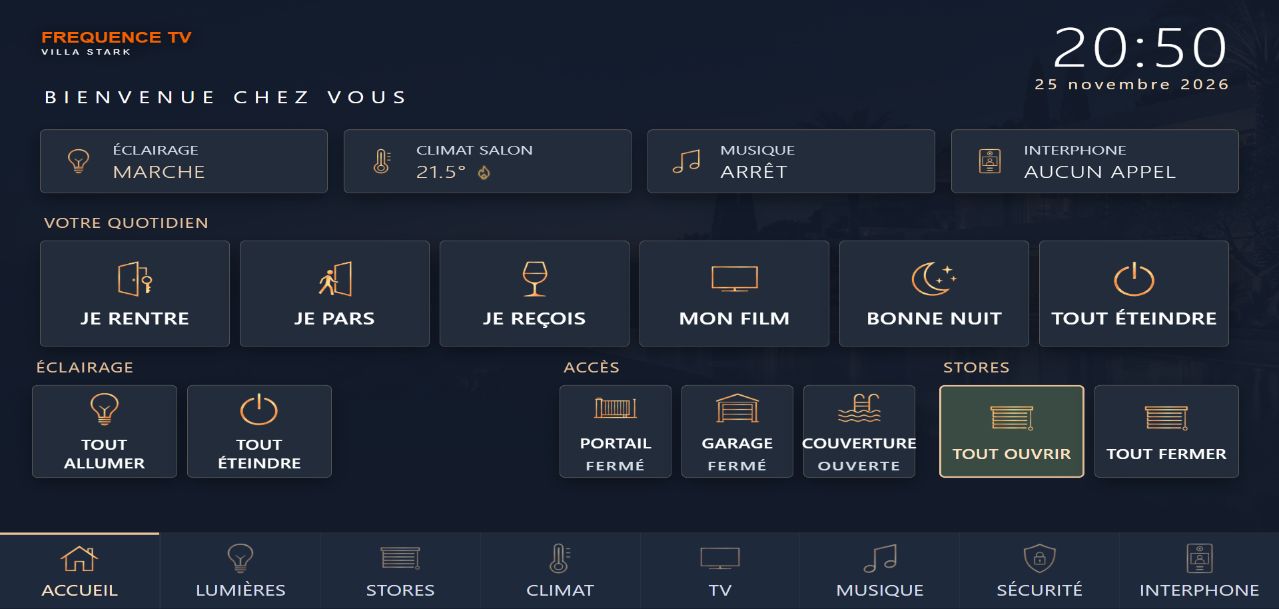 FREQUENCE TV
VILLA STARK
20:50
25 novembre 2026
BIENVENUE CHEZ VOUS
ÉCLAIRAGE
MARCHE
CLIMAT SALON
21.5°
MUSIQUE
ARRÊT
INTERPHONE
AUCUN APPEL
VOTRE QUOTIDIEN
JE RENTRE
JE PARS
JE REÇOIS
MON FILM
BONNE NUIT
TOUT ÉTEINDRE
ÉCLAIRAGE
TOUT
ALLUMER
TOUT
ÉTEINDRE
ACCÈS
PORTAIL
FERMÉ
GARAGE
FERMÉ
COUVERTURE
OUVERTE
STORES
TOUT OUVRIR
TOUT FERMER
ACCUEIL
LUMIÈRES
STORES
CLIMAT
TV
MUSIQUE
SÉCURITÉ
INTERPHONE